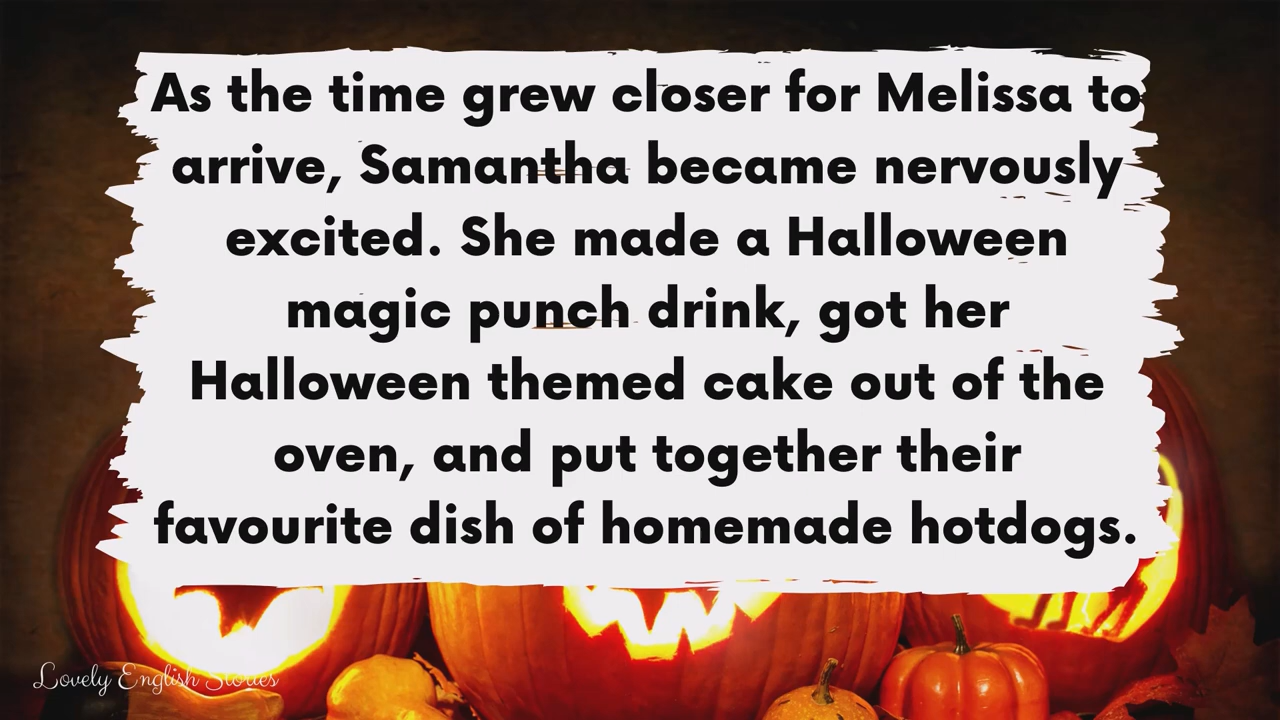 As the time grew closer for Melissa to
arrive, Samantha became nervously
excited. She made a Halloween
magic punch drink, got her
Halloween themed cake out of the
oven, and put together their
favourite dish of homemade hotdogs.
Lovely English Stories